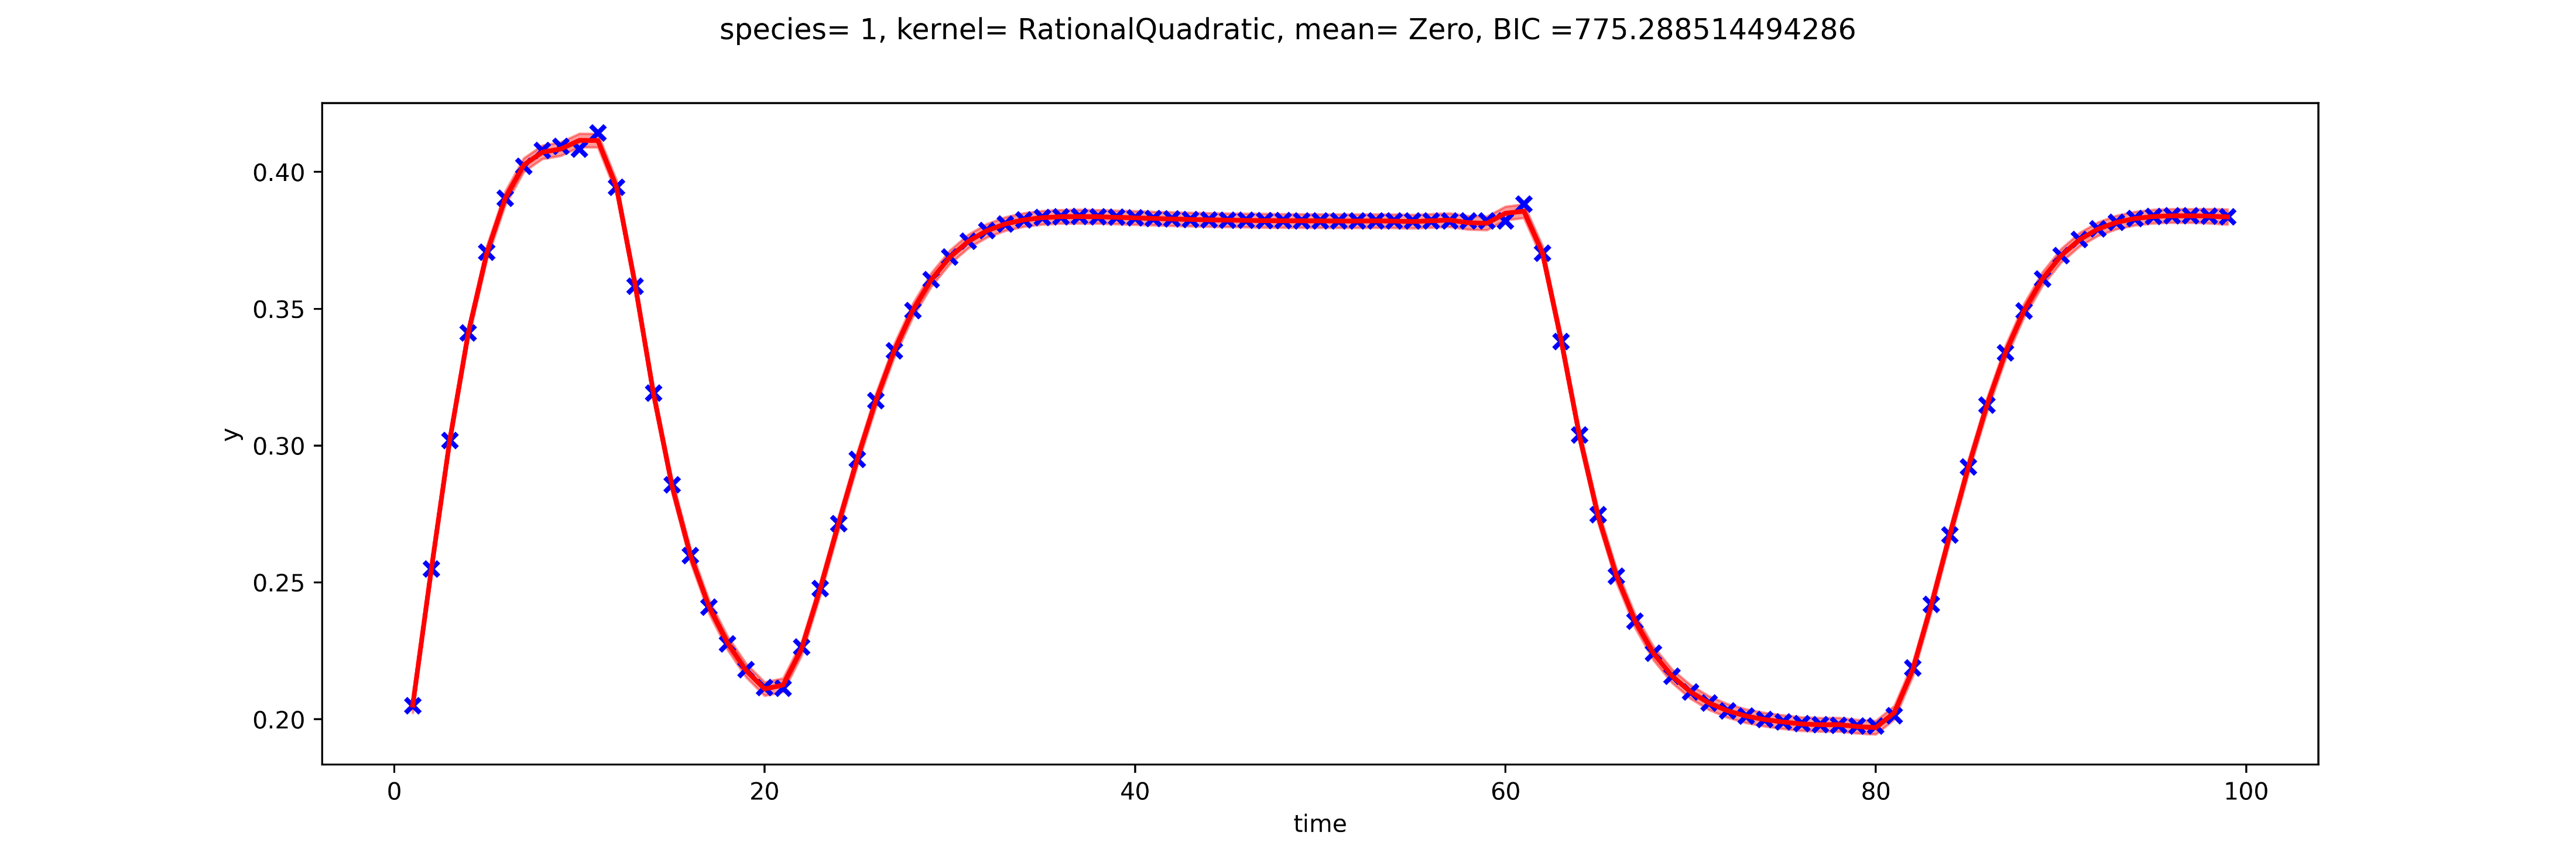 species= 1, kernel= RationalQuadratic, mean= Zero, BIC =775.288514494286
0.40
0.35
0.30
0.25
0.20
y
0 20 40 60 80 100
time